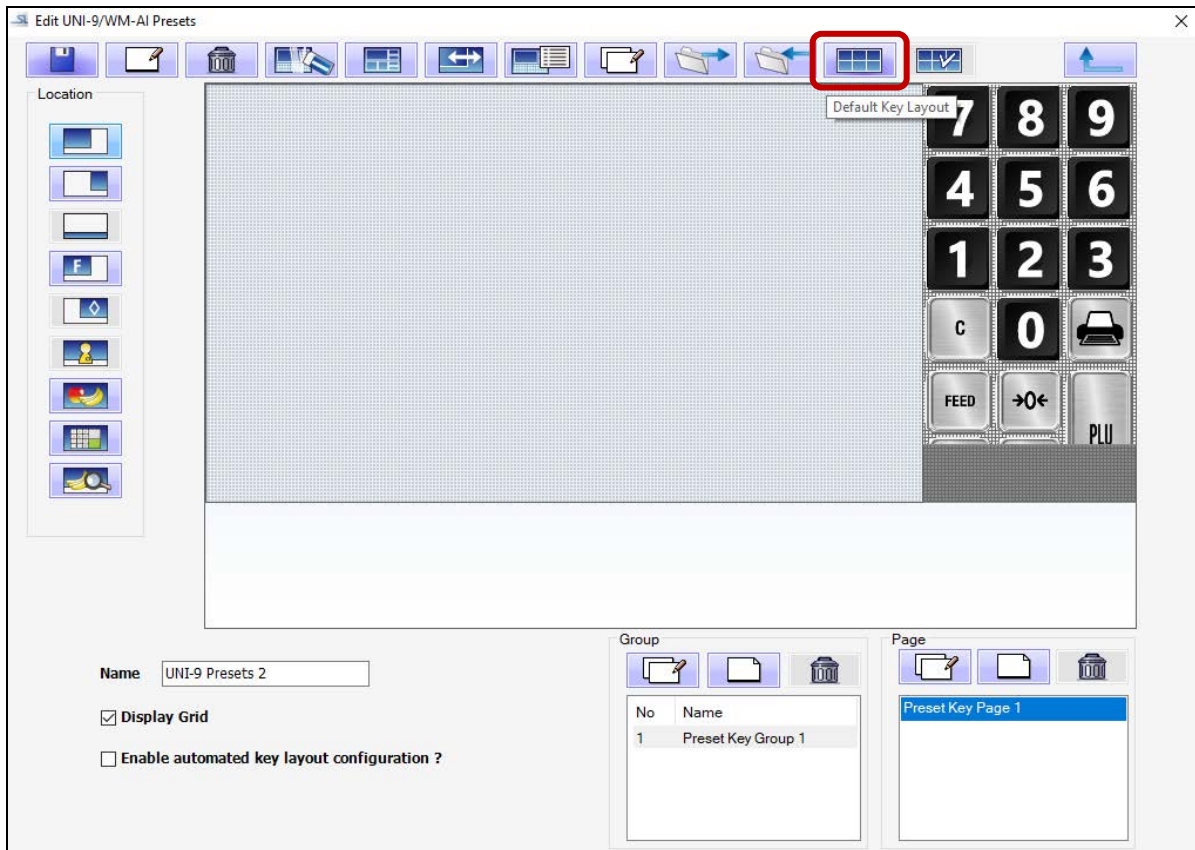 Edit UNI-9/WM-AI Presets
Default Key Layout
Location
7 8 9
4 5 6
F
1 2 3
C 0
FEED →0←
PLU
Group
Page
Name UNI-9 Presets 2
Display Grid
Enable automated key layout configuration ?
No Name
1 Preset Key Group 1
Preset Key Page 1